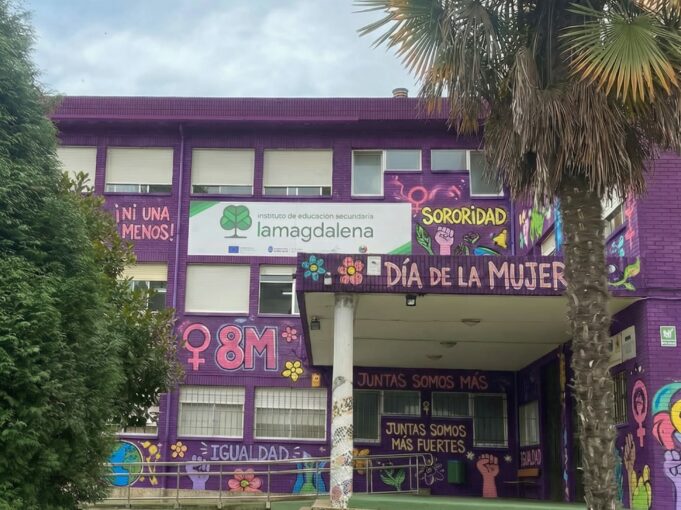 ¡NI UNA
MENOS!
instituto de educación secundaria
lamagdalena
SORORIDAD
DÍA DE LA MUJER
8M
JUNTAS SOMOS MÁS
JUNTAS SOMOS
MÁS FUERTES
IGUALDAD
IGUALDAD